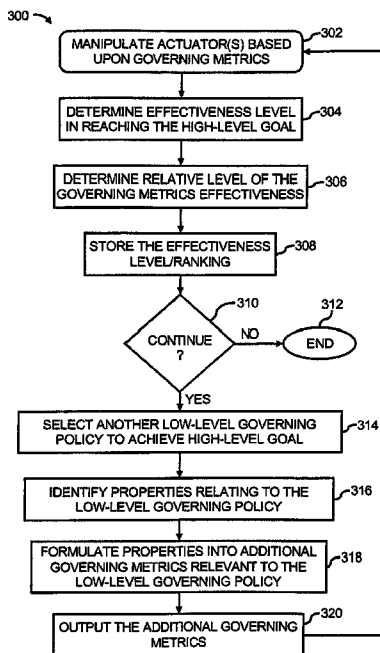 300
MANIPULATE ACTUATOR(S) BASED
UPON GOVERNING METRICS
302
DETERMINE EFFECTIVENESS LEVEL
IN REACHING THE HIGH-LEVEL GOAL
304
DETERMINE RELATIVE LEVEL OF THE
GOVERNING METRICS EFFECTIVENESS
306
STORE THE EFFECTIVENESS
LEVEL/RANKING
308
CONTINUE
?
310
NO
312
END
YES
SELECT ANOTHER LOW-LEVEL GOVERNING
POLICY TO ACHIEVE HIGH-LEVEL GOAL
314
IDENTIFY PROPERTIES RELATING TO THE
LOW-LEVEL GOVERNING POLICY
316
FORMULATE PROPERTIES INTO ADDITIONAL
GOVERNING METRICS RELEVANT TO THE
LOW-LEVEL GOVERNING POLICY
318
OUTPUT THE ADDITIONAL GOVERNING
METRICS
320